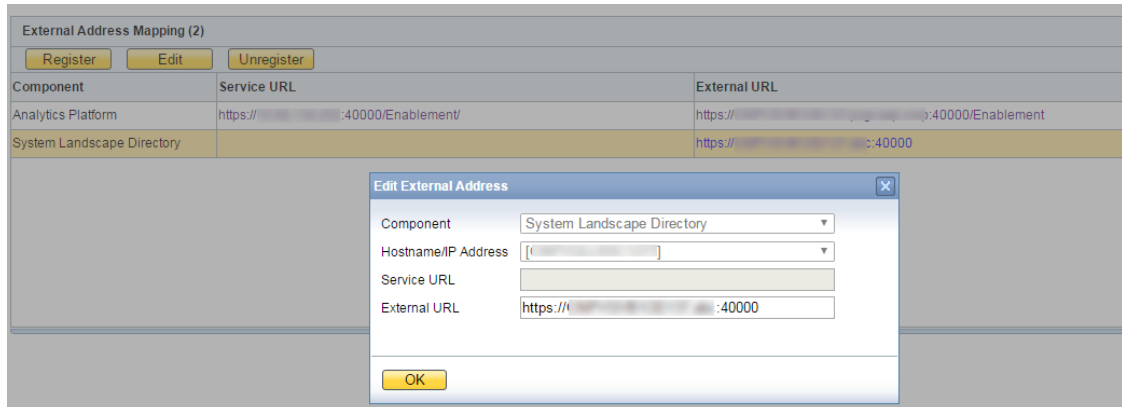 External Address Mapping (2)
Register Edit Unregister
Component Service URL External URL
Analytics Platform https:// :40000/Enablement/ https:// :40000/Enablement
System Landscape Directory https:// :40000
Edit External Address
Component System Landscape Directory
Hostname/IP Address [ ]
Service URL
External URL https:// :40000
OK